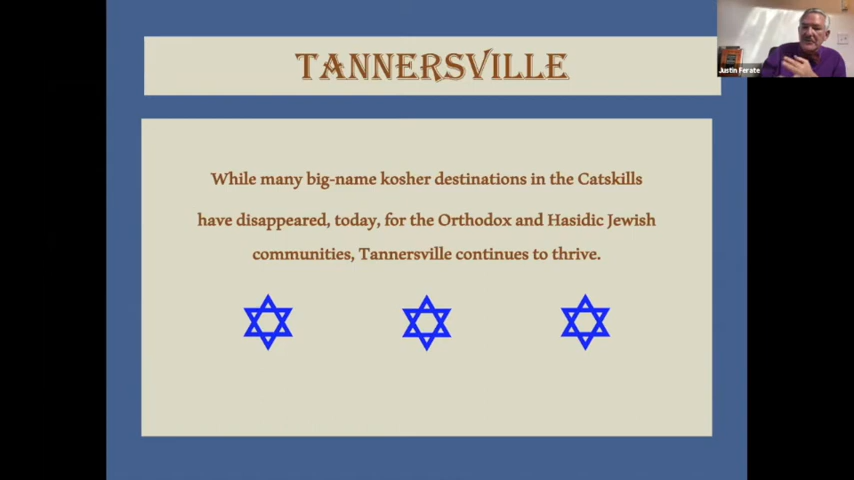 TANNERSVILLE
Justin Ferate
While many big-name kosher destinations in the Catskills
have disappeared, today, for the Orthodox and Hasidic Jewish
communities, Tannersville continues to thrive.